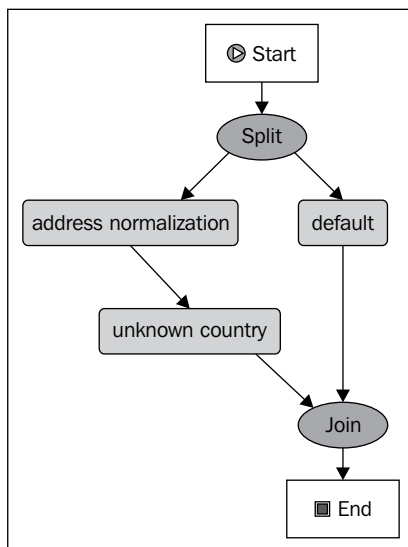 Start
Split
address normalization
default
unknown country
Join
End